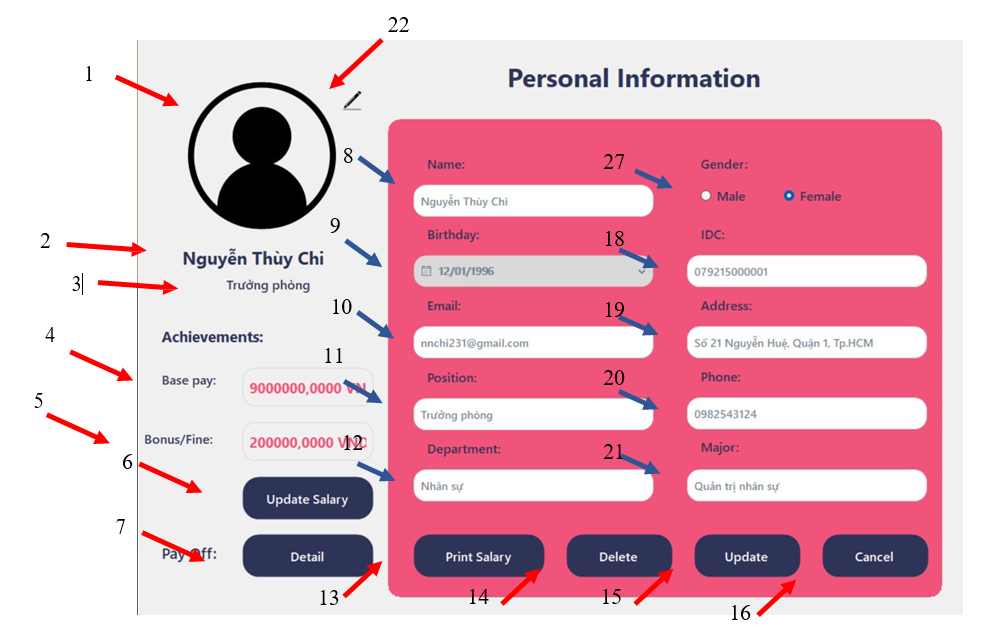 22
1
Personal Information
8
Name:
27
Gender:
Nguyễn Thùy Chi
Male
Female
9
Birthday:
18
IDC:
2
Nguyễn Thùy Chi
12/01/1996
079215000001
3
Trưởng phòng
10
Email:
19
Address:
4
Achievements:
nnchi231@gmail.com
Số 21 Nguyễn Huệ, Quận 1, Tp.HCM
11
Position:
20
Phone:
Base pay:
9000000,0000 VN
5
Trưởng phòng
0982543124
Bonus/Fine:
200000,0000 VND
12
Department:
21
Major:
6
Nhân sự
Quản trị nhân sự
Update Salary
7
Pay Off:
Detail
Print Salary
Delete
Update
Cancel
13
14
15
16